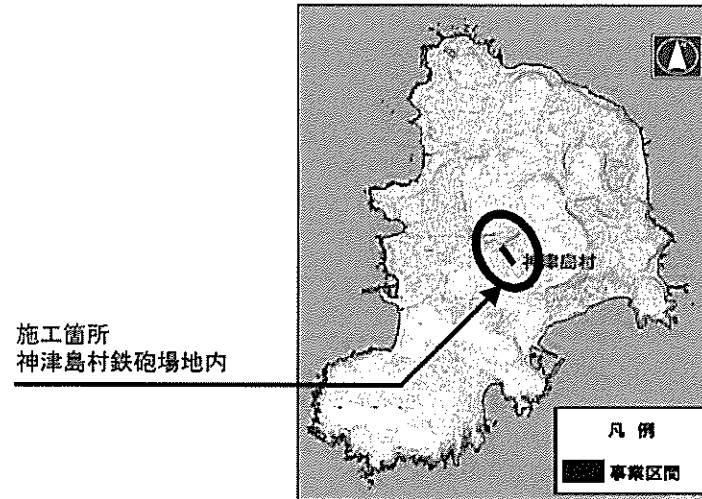 神津島村
施工箇所
神津島村鉄砲場地内
凡 例
事業区間